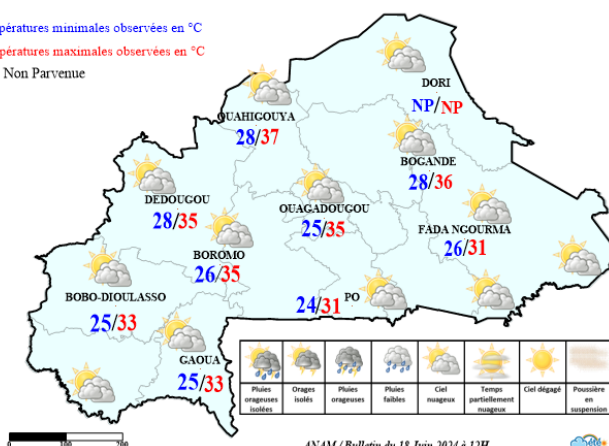 pératures minimales observées en °C
pératures maximales observées en °C
Non Parvenue
DORI
NP/NP
OUAHIGOUYA
28/37
BOGANDE
28/36
DEDOUGOU
28/35
OUAGADOUGOU
25/35
FADA NGOURMA
26/31
BOROMO
26/35
BOBO-DIOULASSO
25/33
PO
24/31
GAOUA
25/33
Pluies orageuses isolées
Orages isolés
Pluies orageuses
Pluies faibles
Ciel nuageux
Temps partiellement nuageux
Ciel dégagé
Poussière en suspension
ANAM / Bulletin du 18 Juin 2024 à 12H